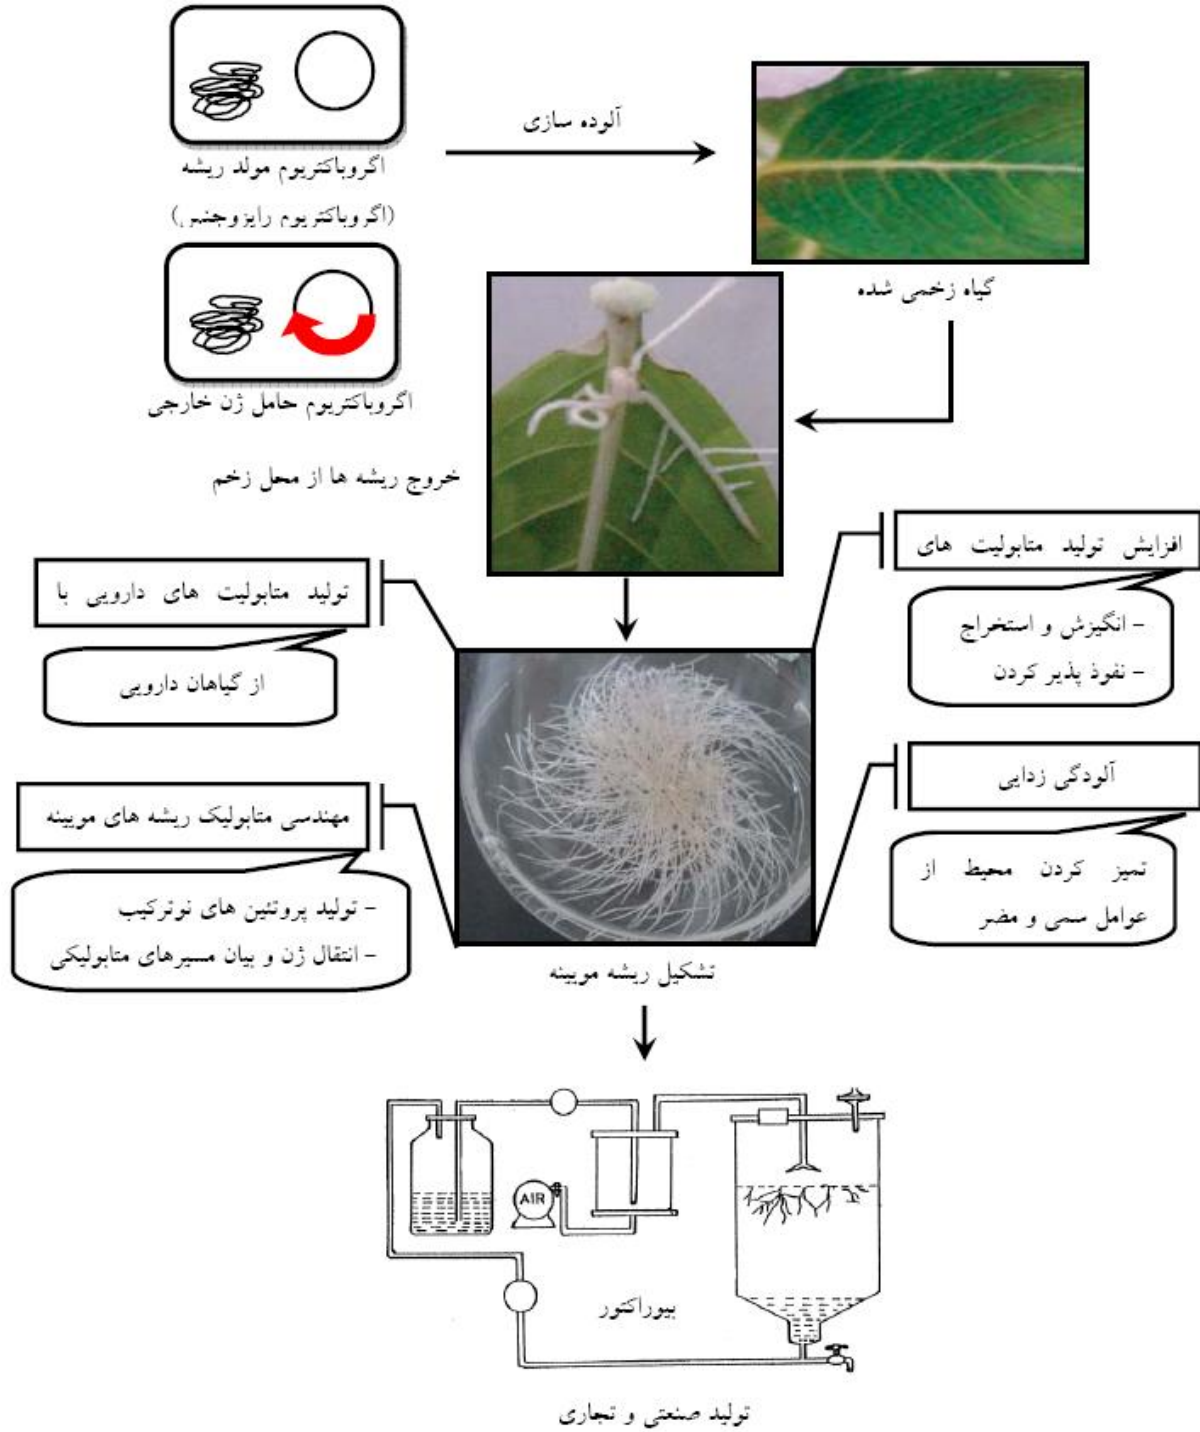 آلوده سازی
اگروباکتریوم مولد ریشه
(اگروباکتریوم رایزوجنیس)
گیاه زخمی شده
اگروباکتریوم حامل ژن خارجی
خروج ریشه ها از محل زخم
افزایش تولید متابولیت های
- انگیزش و استخراج
- نفوذ پذیر کردن
تولید متابولیت های دارویی با
از گیاهان دارویی
آلودگی زدایی
تمیز کردن محیط از
عوامل سمی و مضر
مهندسی متابولیک ریشه های مویینه
- تولید پروتئین های نوترکیب
- انتقال ژن و بیان مسیرهای متابولیکی
تشکیل ریشه مویینه
AIR
بیوراکتور
تولید صنعتی و تجاری